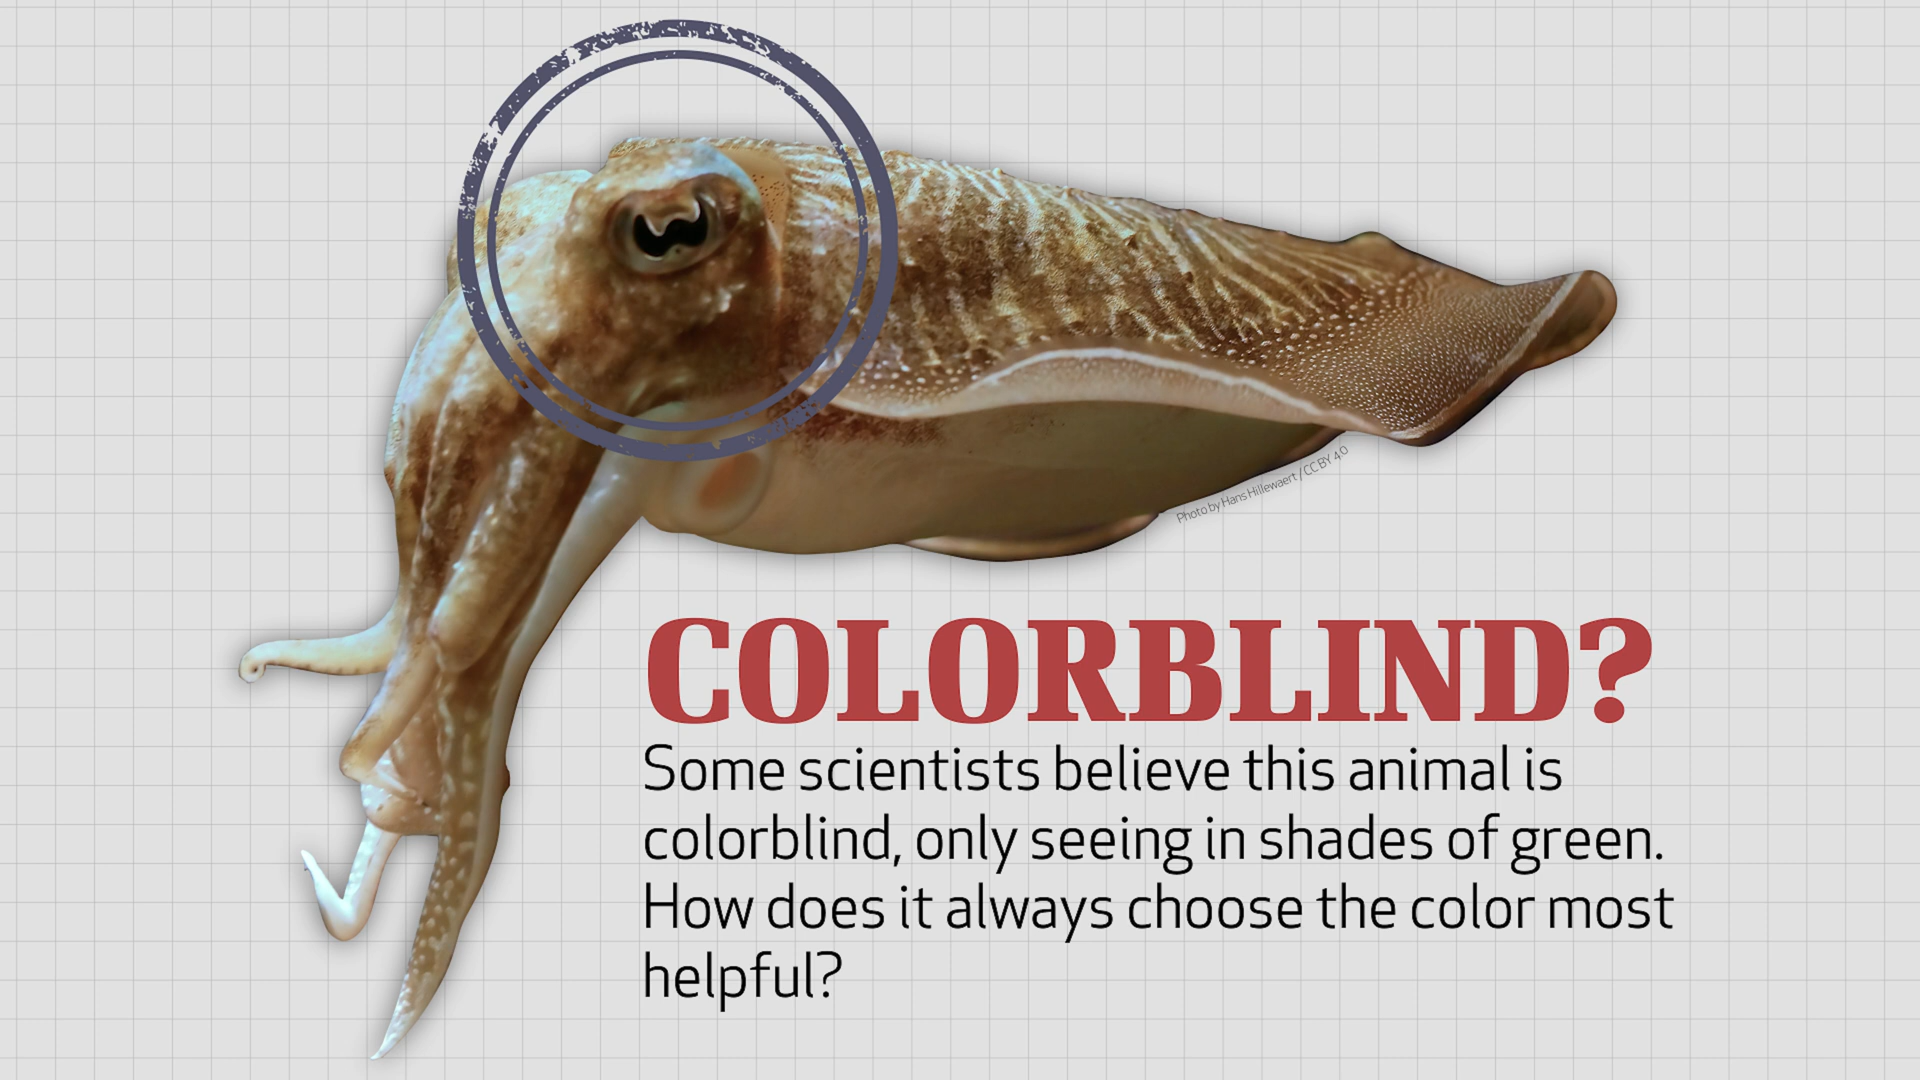 Photo by Hans Hillewaert / CC BY 4.0
COLORBLIND?
Some scientists believe this animal is
colorblind, only seeing in shades of green.
How does it always choose the color most
helpful?